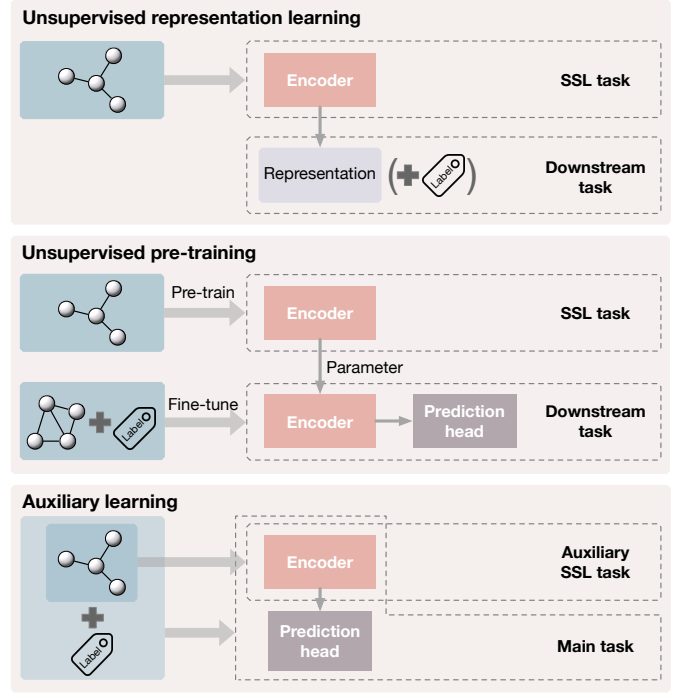 Unsupervised representation learning
Encoder
SSL task
Representation
(+ Label)
Downstream
task
Unsupervised pre-training
Pre-train
Encoder
SSL task
Parameter
Label
Fine-tune
Encoder
Prediction
head
Downstream
task
Auxiliary learning
Encoder
Auxiliary
SSL task
Label
Prediction
head
Main task